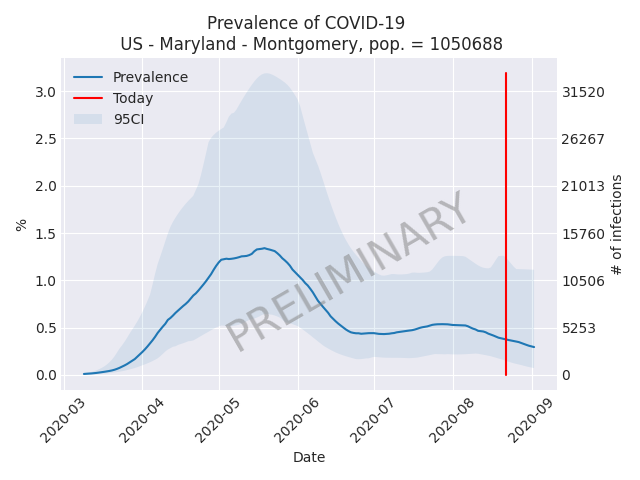 Prevalence of COVID-19
US - Maryland - Montgomery, pop. = 1050688
Prevalence
Today
95CI
3.0
2.5
2.0
1.5
1.0
0.5
0.0
%
31520
26267
21013
15760
10506
5253
0
# of infections
PRELIMINARY
2020-03
2020-04
2020-05
2020-06
2020-07
2020-08
2020-09
Date